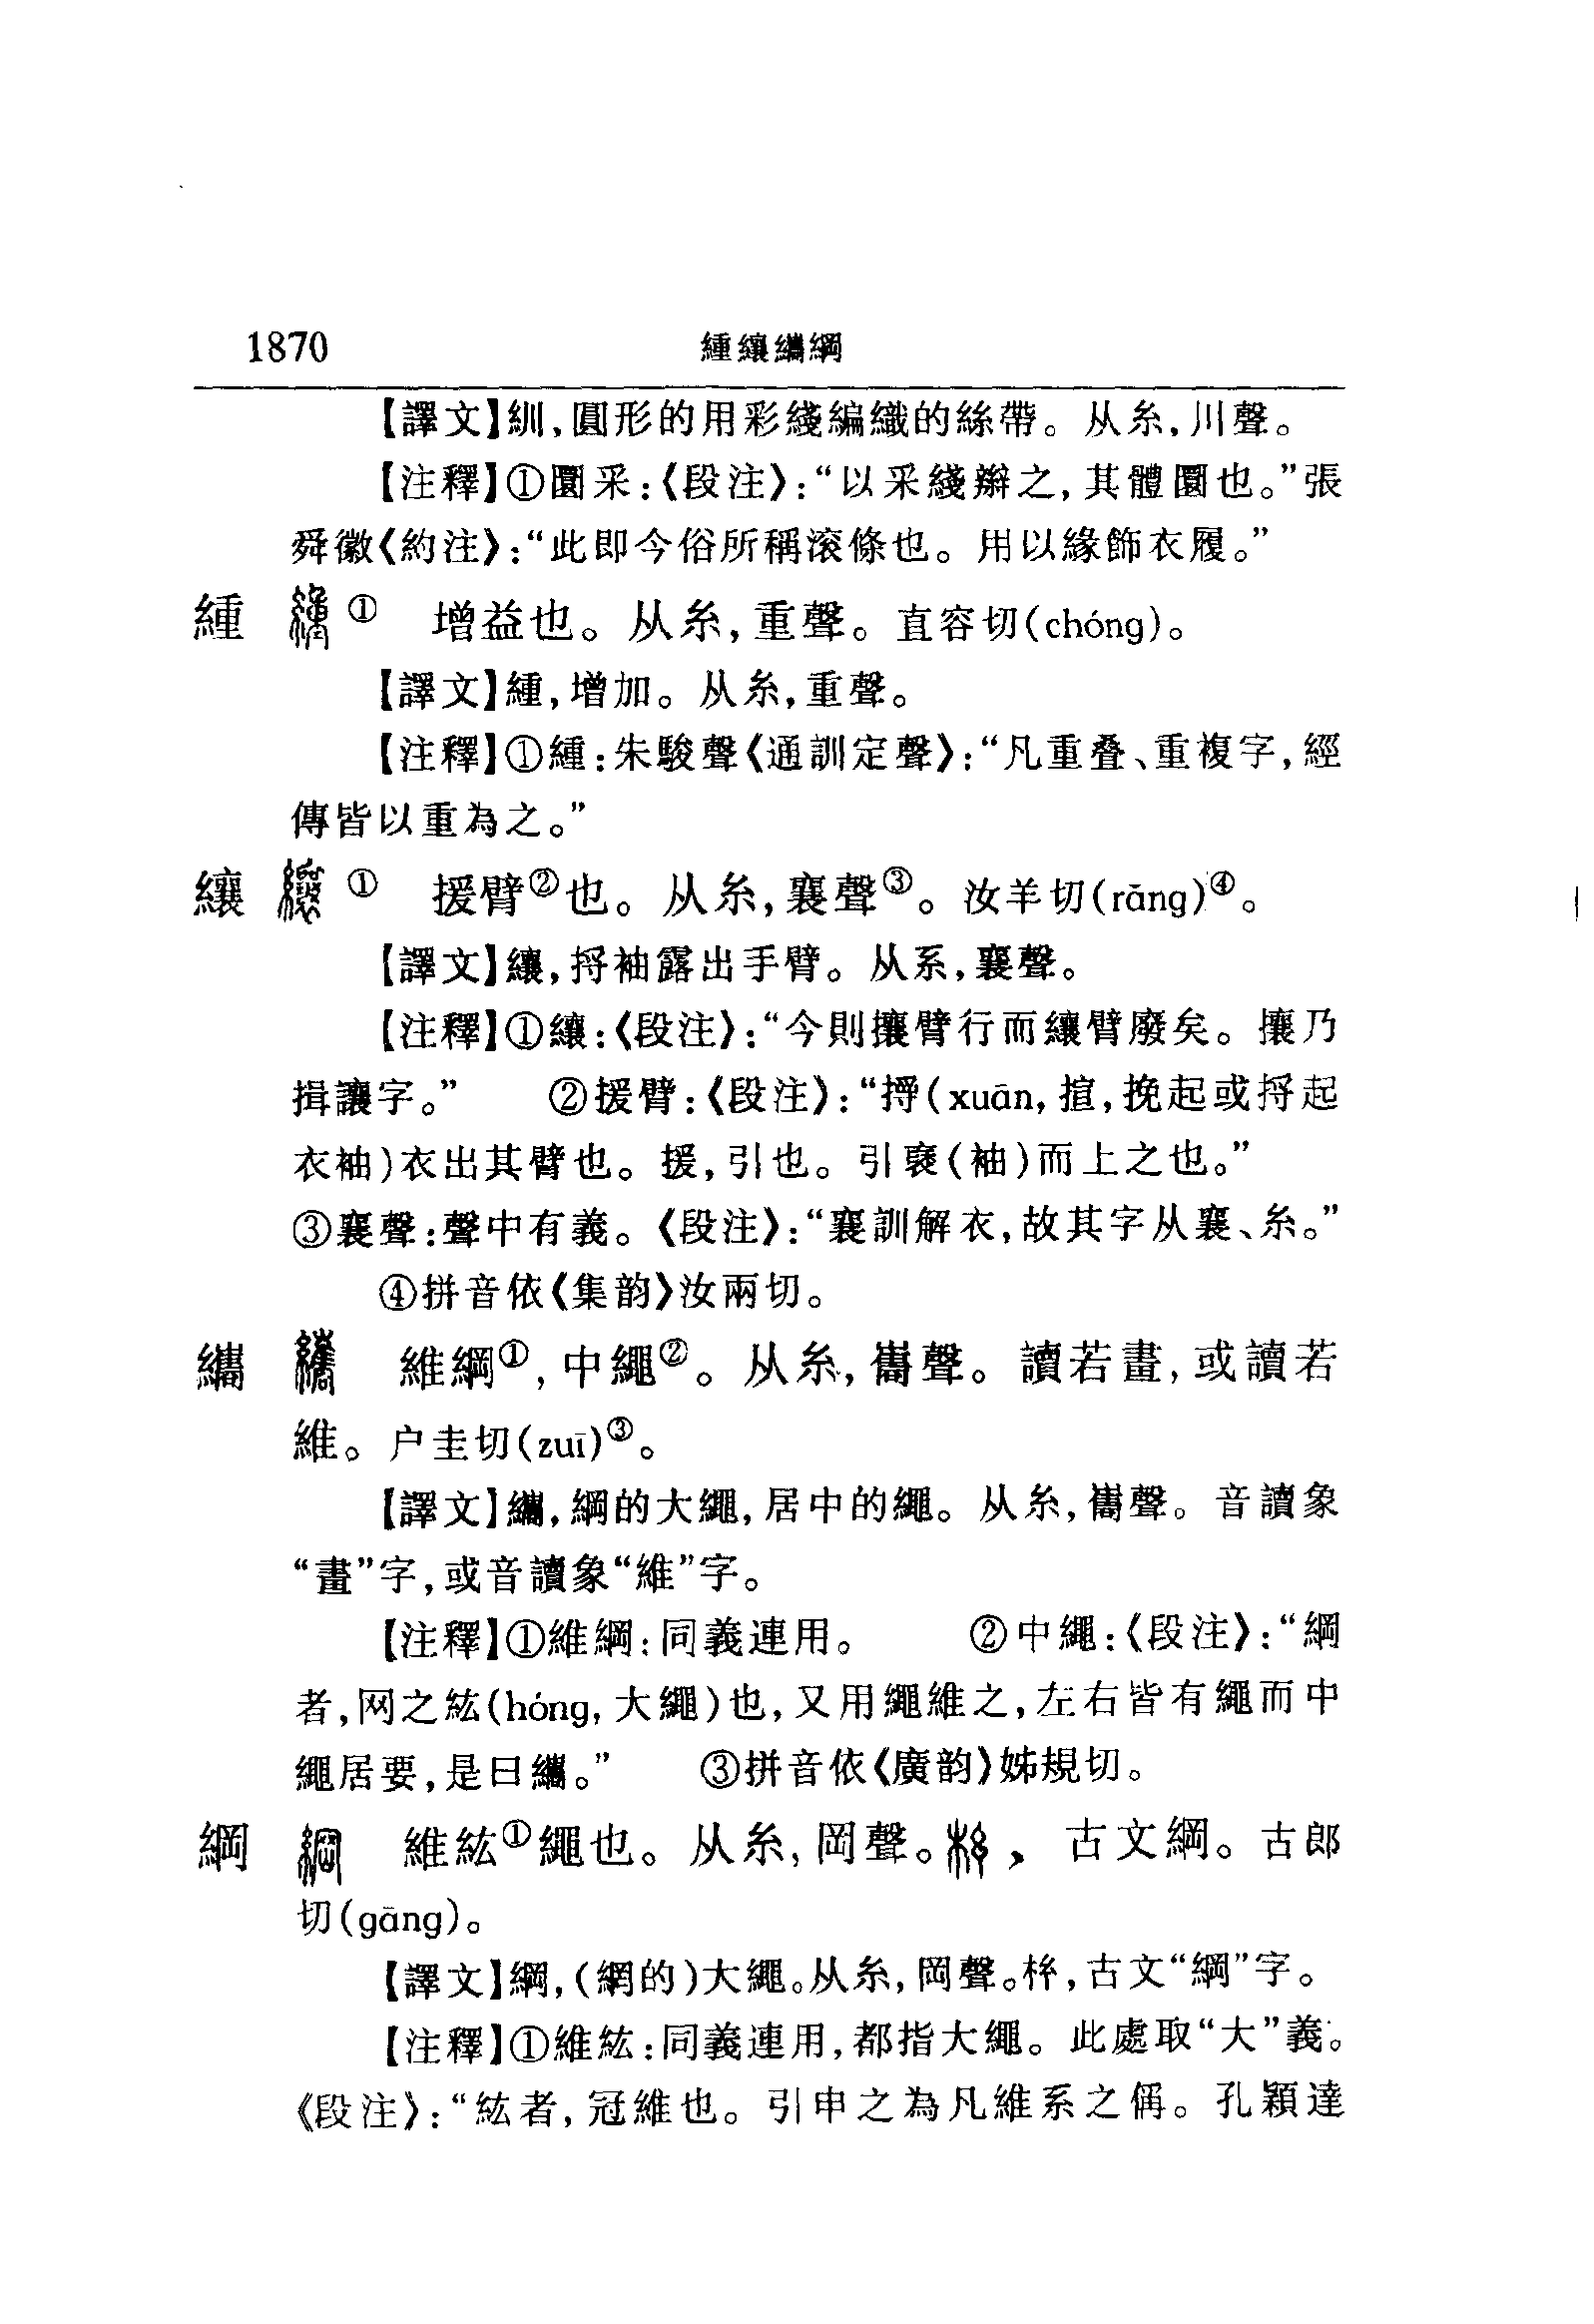 1870 緟纕纗綱
【譯文】紃,圓形的用彩綫編織的絲帶。从糸,川聲。
【注釋】①圜采:《段注》:“以采綫辮之,其體圜也。”張
舜徽《約注》:“此即今俗所稱滚條也。用以緣飾衣履。”
緟 ① 增益也。从糸,重聲。直容切(chóng)。
【譯文】緟,增加。从糸,重聲。
【注釋】①緟:朱駿聲《通訓定聲》:“凡重叠、重複字,經
傳皆以重為之。”
纕 ① 援臂②也。从糸,襄聲③。汝羊切(rǎng)④。
【譯文】纕,捋袖露出手臂。从系,襄聲。
【注釋】①纕:《段注》:“今則攘臂行而纕臂廢矣。攘乃
揖讓字。” ②援臂:《段注》:“揎(xuān,揎,挽起或捋起
衣袖)衣出其臂也。援,引也。引褎(袖)而上之也。”
③襄聲:聲中有義。《段注》:“襄訓解衣,故其字从襄、糸。”
④拼音依《集韵》汝兩切。
纗 維綱①,中繩②。从糸,巂聲。讀若畫,或讀若
維。户圭切(zuī)③。
【譯文】纗,綱的大繩,居中的繩。从糸,巂聲。音讀象
“畫”字,或音讀象“維”字。
【注釋】①維綱:同義連用。 ②中繩:《段注》:“綱
者,网之紘(hóng,大繩)也,又用繩維之,左右皆有繩而中
繩居要,是曰纗。” ③拼音依《廣韵》姊規切。
綱 維紘①繩也。从糸,岡聲。, 古文綱。古郎
切(gāng)。
【譯文】綱,(網的)大繩。从糸,岡聲。,古文“綱”字。
【注釋】①維紘:同義連用,都指大繩。此處取“大”義。
《段注》:“紘者,冠維也。引申之為凡維系之偁。孔穎達